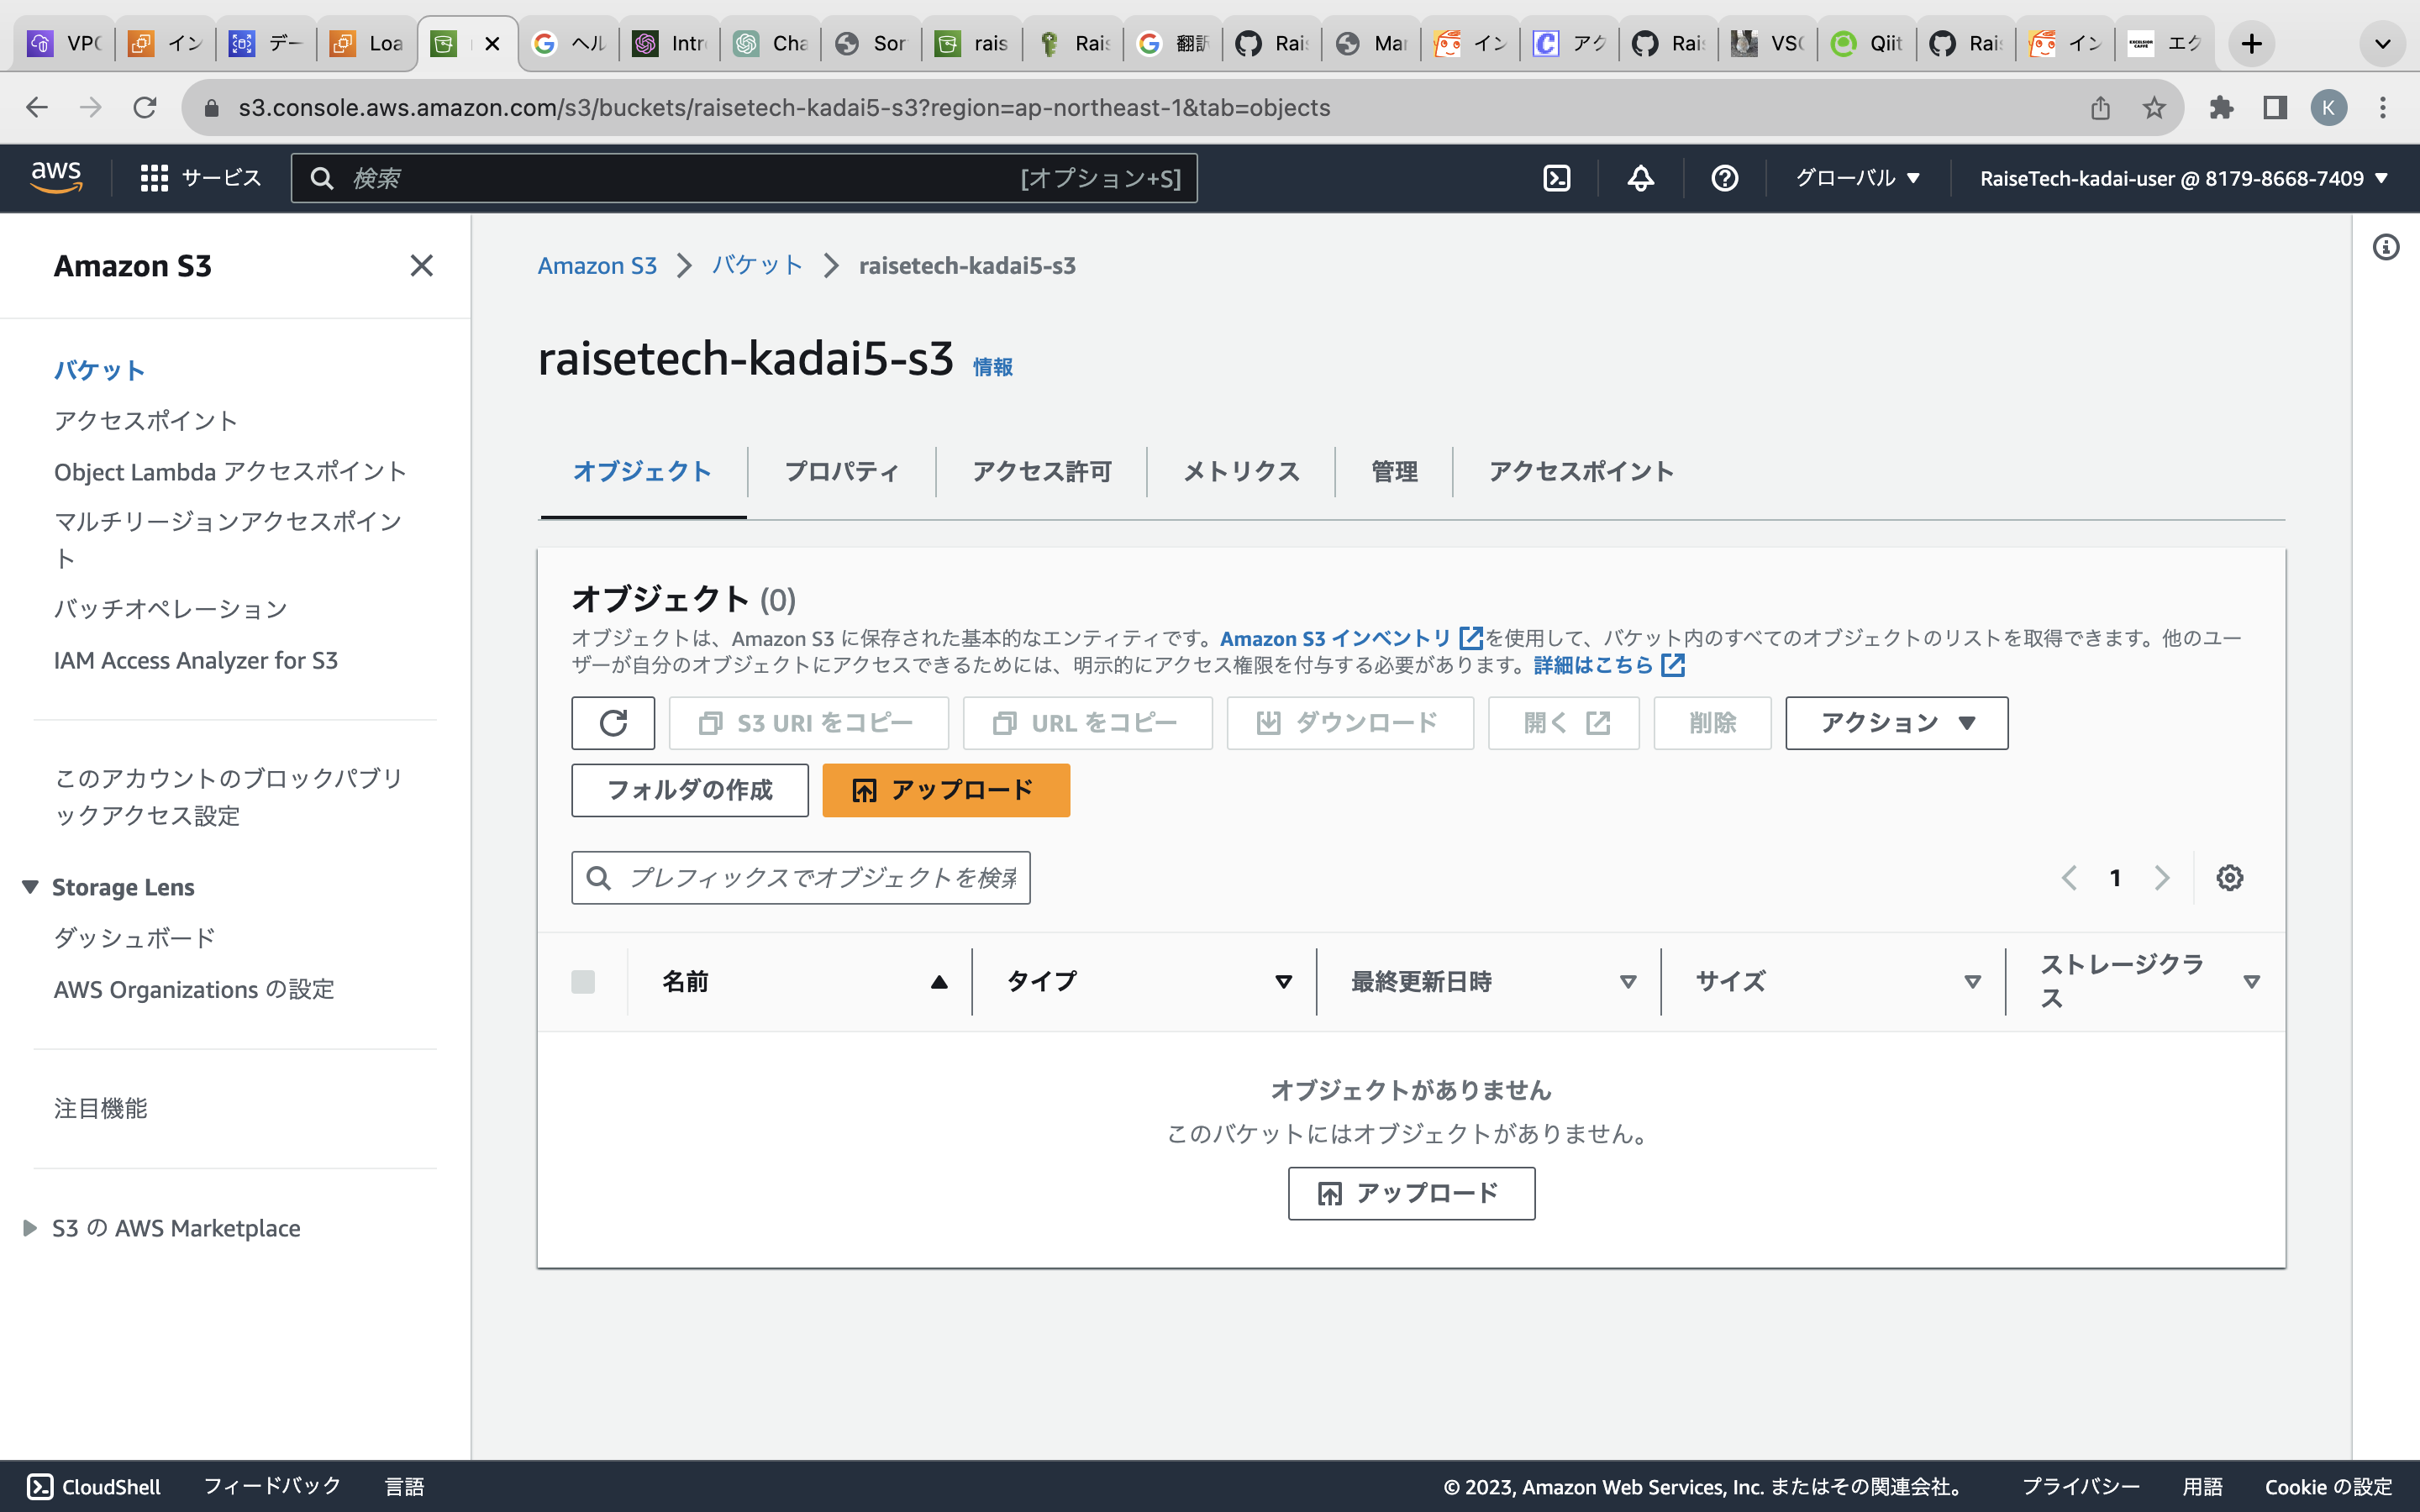 VPC イン デー Loa ヘル Intr Cha Sor rais Rais 翻訳 Rais Mar イン アク Rais VSC Qiit Rais イン エク
s3.console.aws.amazon.com/s3/buckets/raisetech-kadai5-s3?region=ap-northeast-1&tab=objects
K
aws サービス 検索 [オプション+S] グローバル RaiseTech-kadai-user @ 8179-8668-7409
Amazon S3
バケット
アクセスポイント
Object Lambda アクセスポイント
マルチリージョンアクセスポイン
ト
バッチオペレーション
IAM Access Analyzer for S3
このアカウントのブロックパブリ
ックアクセス設定
Storage Lens
ダッシュボード
AWS Organizations の設定
注目機能
S3 の AWS Marketplace
Amazon S3 バケット raisetech-kadai5-s3
raisetech-kadai5-s3 情報
オブジェクト プロパティ アクセス許可 メトリクス 管理 アクセスポイント
オブジェクト (0)
オブジェクトは、Amazon S3 に保存された基本的なエンティティです。Amazon S3 インベントリ を使用して、バケット内のすべてのオブジェクトのリストを取得できます。他のユー
ザーが自分のオブジェクトにアクセスできるためには、明示的にアクセス権限を付与する必要があります。詳細はこちら
S3 URI をコピー URL をコピー ダウンロード 開く 削除 アクション
フォルダの作成 アップロード
プレフィックスでオブジェクトを検索
1
名前 タイプ 最終更新日時 サイズ ストレージクラ
ス
オブジェクトがありません
このバケットにはオブジェクトがありません。
アップロード
CloudShell フィードバック 言語 © 2023, Amazon Web Services, Inc. またはその関連会社。 プライバシー 用語 Cookie の設定